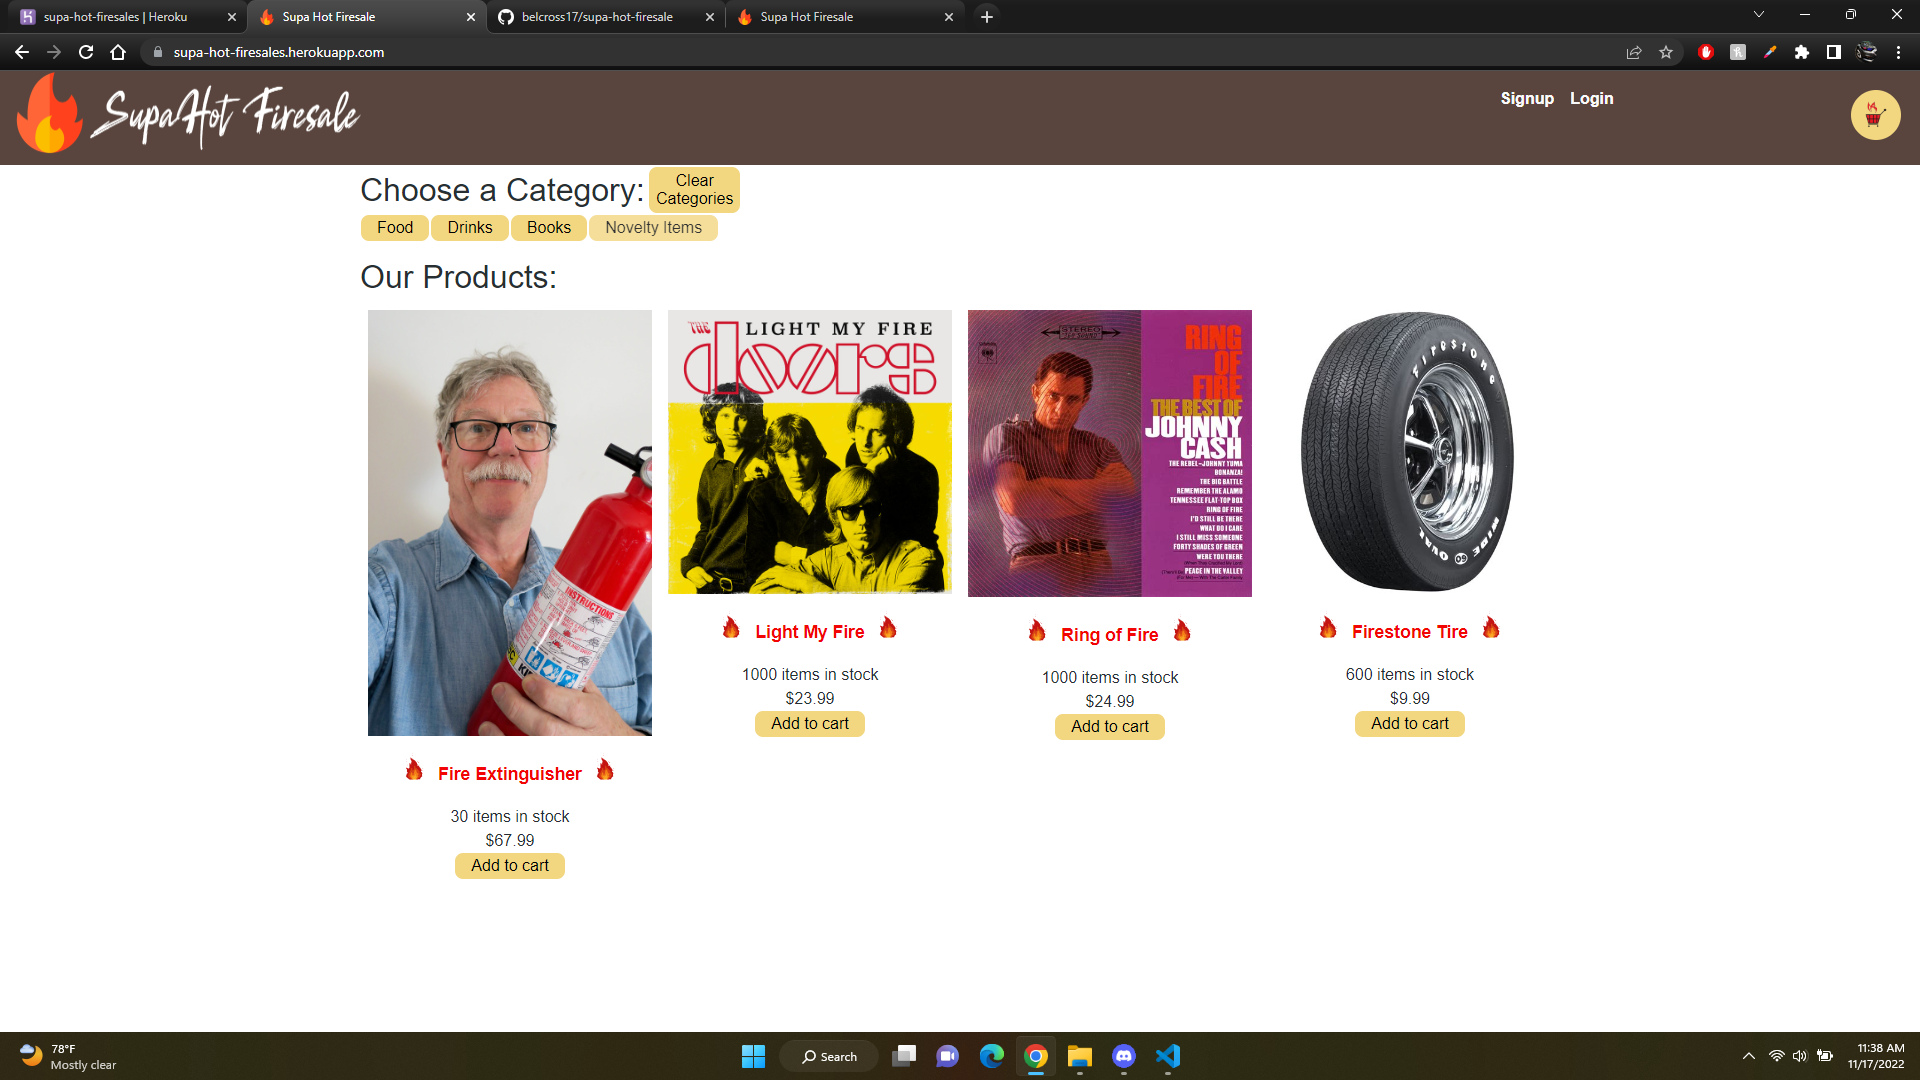 supa-hot-firesales | Heroku
Supa Hot Firesale
belcross17/supa-hot-firesale
Supa Hot Firesale
supa-hot-firesales.herokuapp.com
SupaHot Firesale
Signup
Login
Choose a Category:
Clear
Categories
Food
Drinks
Books
Novelty Items
Our Products:
INSTRUCTIONS
THE
LIGHT MY FIRE
doors
STEREO
RING
OF
FIRE
THE BEST OF
JOHNNY
CASH
THE REBEL–JOHNNY YUMA
BONANZA!
THE BIG BATTLE
REMEMBER THE ALAMO
TENNESSEE FLAT-TOP BOX
RING OF FIRE
I'D STILL BE THERE
WHAT DO I CARE
I STILL MISS SOMEONE
FORTY SHADES OF GREEN
WERE YOU THERE
PEACE IN THE VALLEY
Firestone
WIDE OVAL
Light My Fire
1000 items in stock
$23.99
Add to cart
Ring of Fire
1000 items in stock
$24.99
Add to cart
Firestone Tire
600 items in stock
$9.99
Add to cart
Fire Extinguisher
30 items in stock
$67.99
Add to cart
78°F
Mostly clear
Search
11:38 AM
11/17/2022